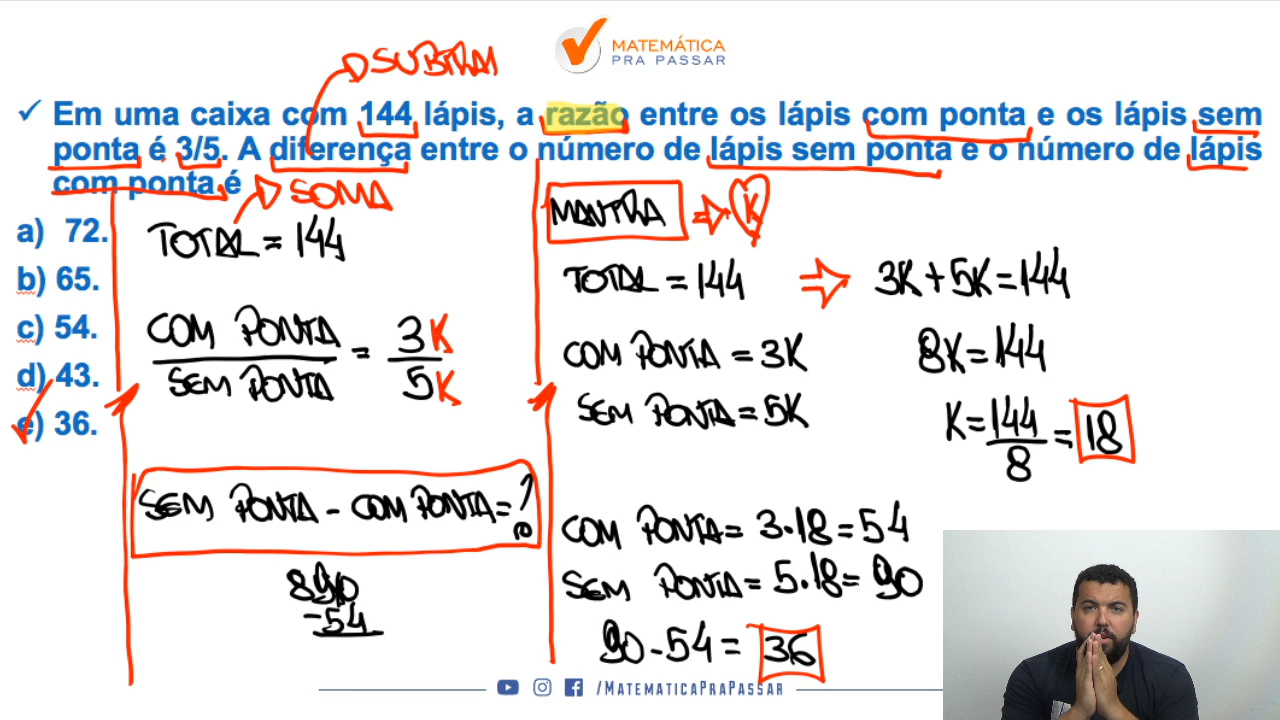 MATEMÁTICA
PRA PASSAR
SUBTRAI
✓ Em uma caixa com 144 lápis, a razão entre os lápis com ponta e os lápis sem
ponta é 3/5. A diferença entre o número de lápis sem ponta e o número de lápis
com ponta é
SOMA
a) 72.
b) 65.
c) 54.
d) 43.
e) 36.
TOTAL = 144
COM PONTA
SEM PONTA
= 3K
5K
SEM PONTA - COM PONTA = ?
890
-54
MANTRA ⇒ K
TOTAL = 144 ⇒ 3K + 5K = 144
COM PONTA = 3K
8K = 144
SEM PONTA = 5K
K = 144
8
= 18
COM PONTA = 3.18 = 54
SEM PONTA = 5.18 = 90
90 - 54 = 36
/MATEMATICAPRAPASSAR